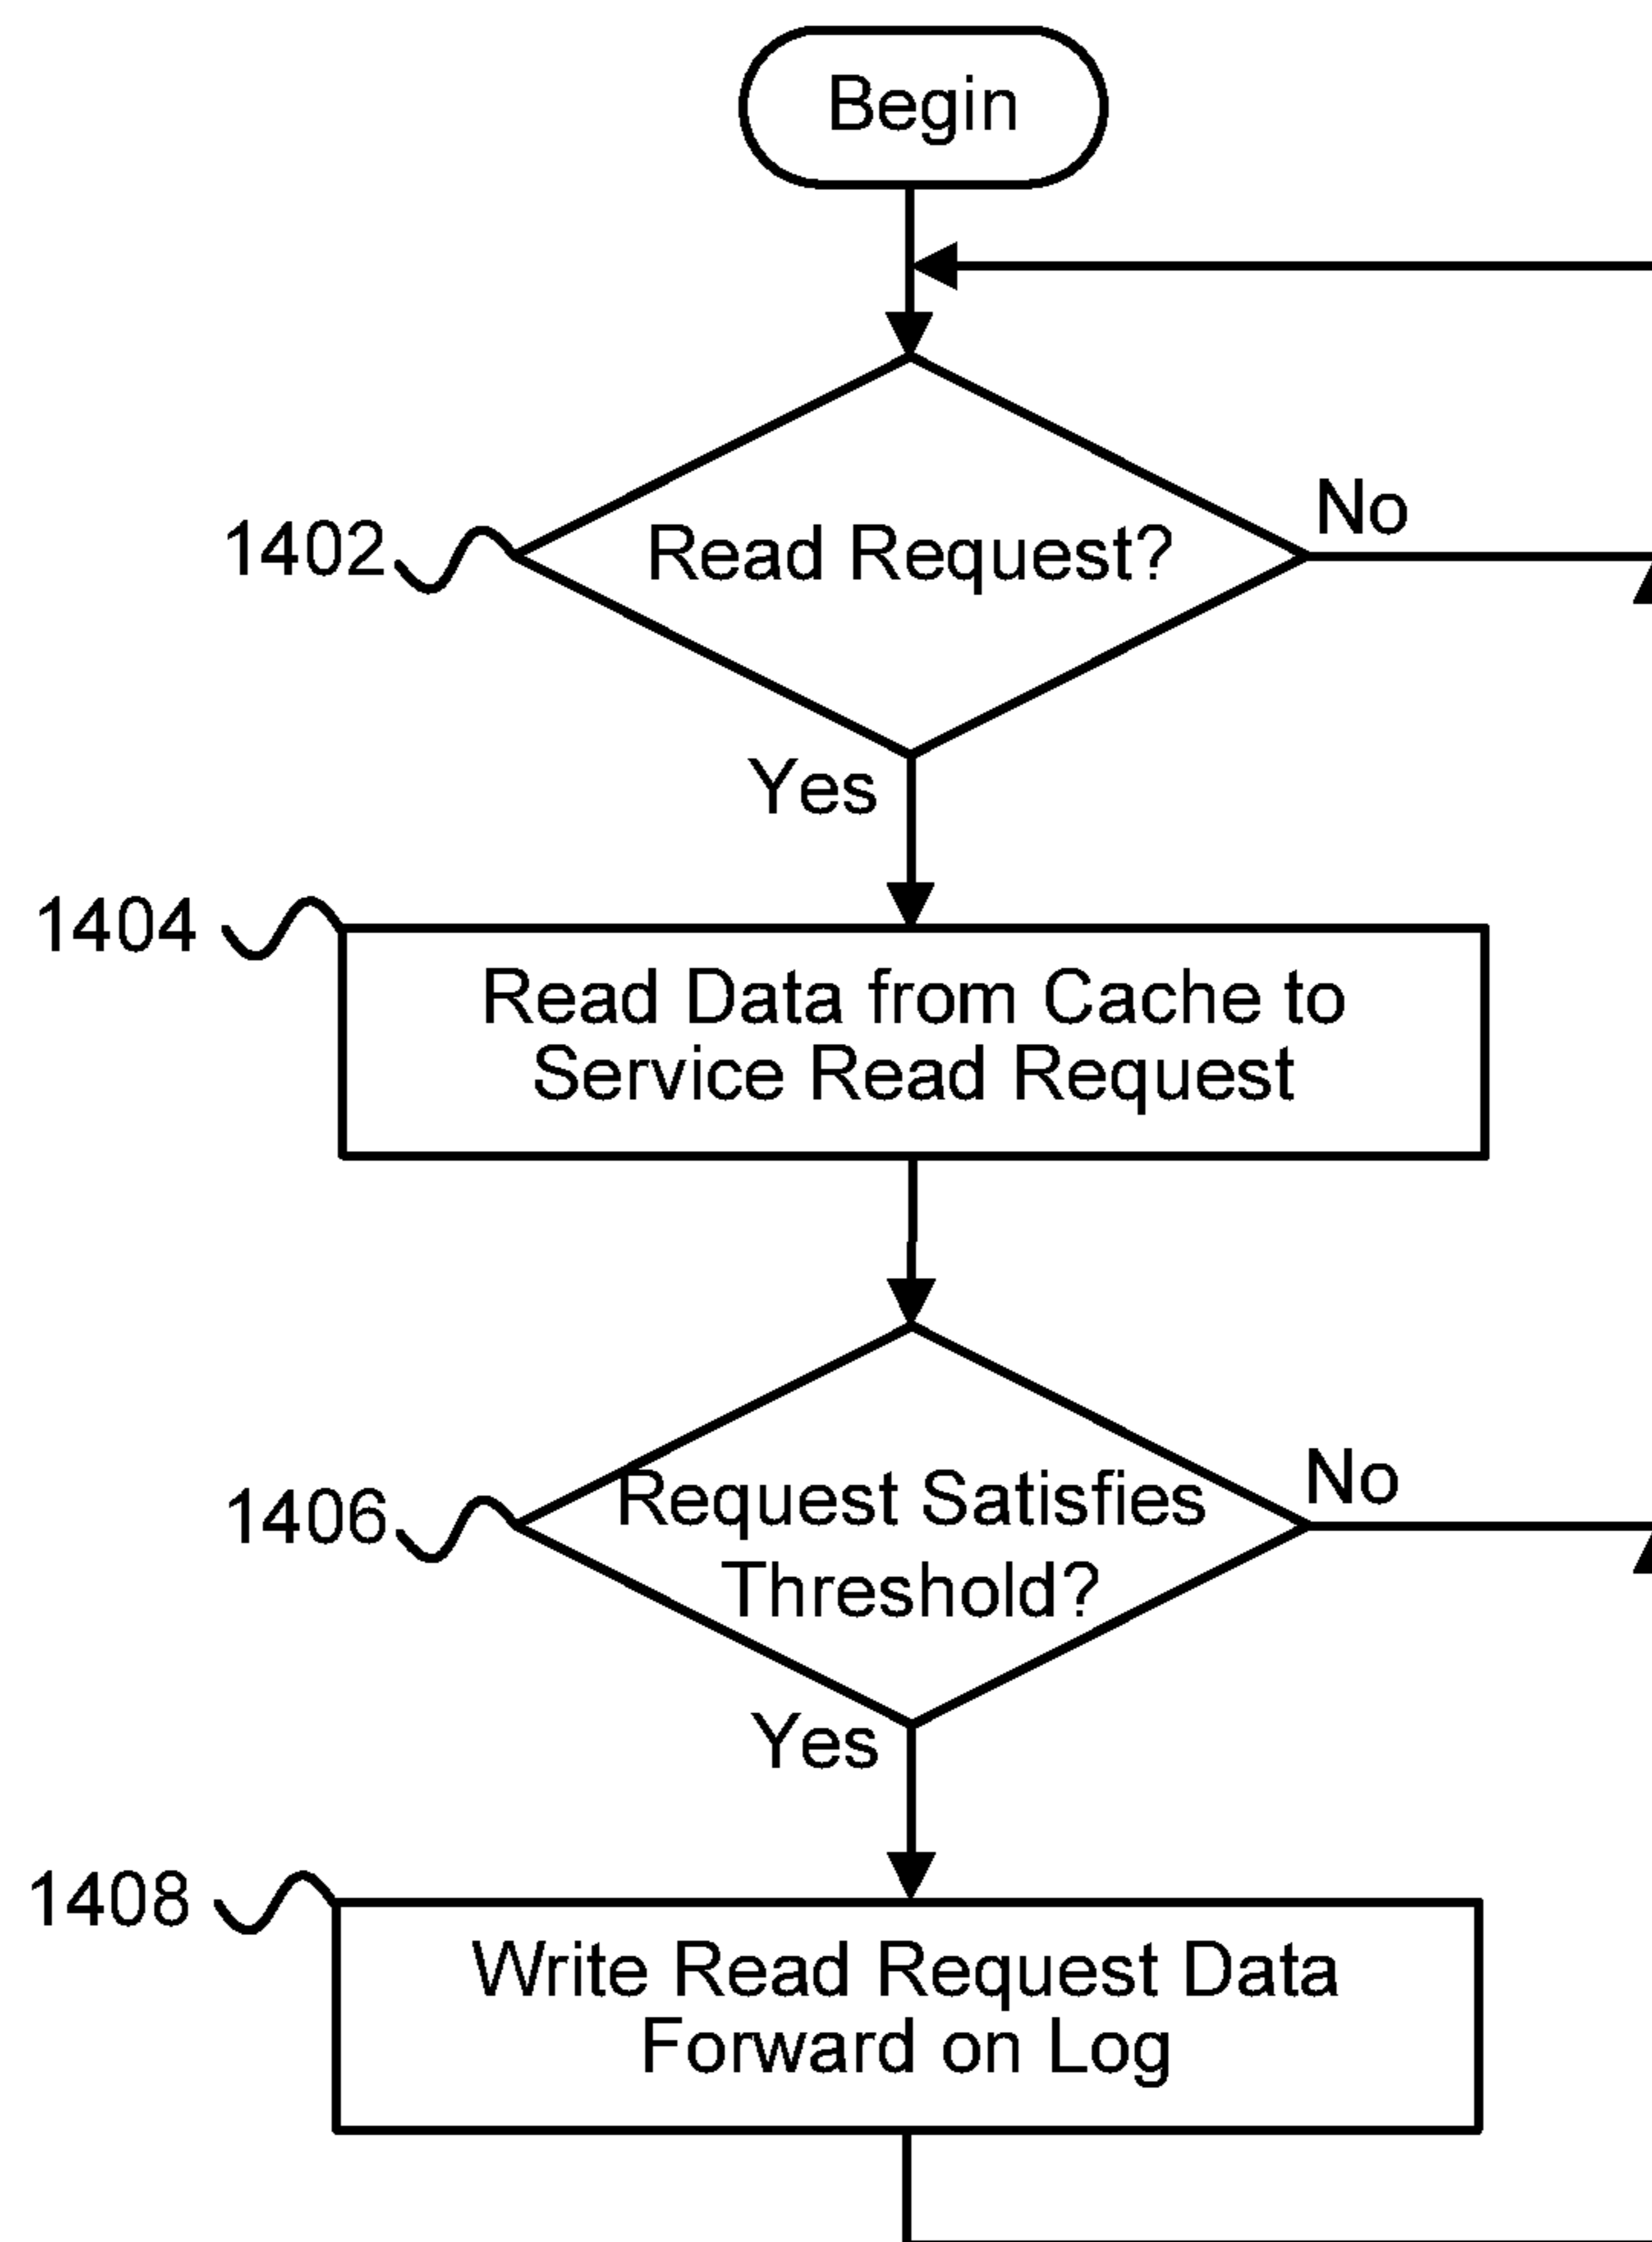 Begin
No
1402
Read Request?
Yes
1404
Read Data from Cache to
Service Read Request
No
1406
Request Satisfies
Threshold?
Yes
1408
Write Read Request Data
Forward on Log